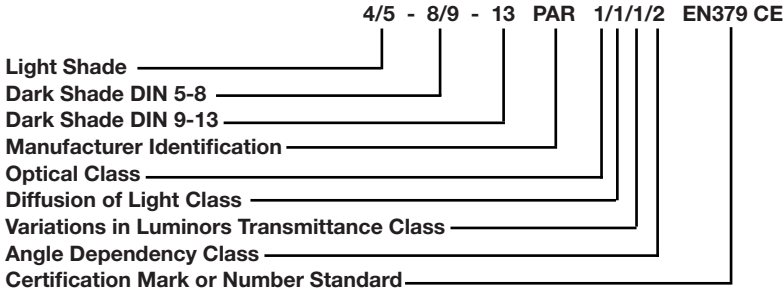 4/5 - 8/9 - 13 PAR 1/1/1/2 EN379 CE
Light Shade
Dark Shade DIN 5-8
Dark Shade DIN 9-13
Manufacturer Identification
Optical Class
Diffusion of Light Class
Variations in Luminors Transmittance Class
Angle Dependency Class
Certification Mark or Number Standard